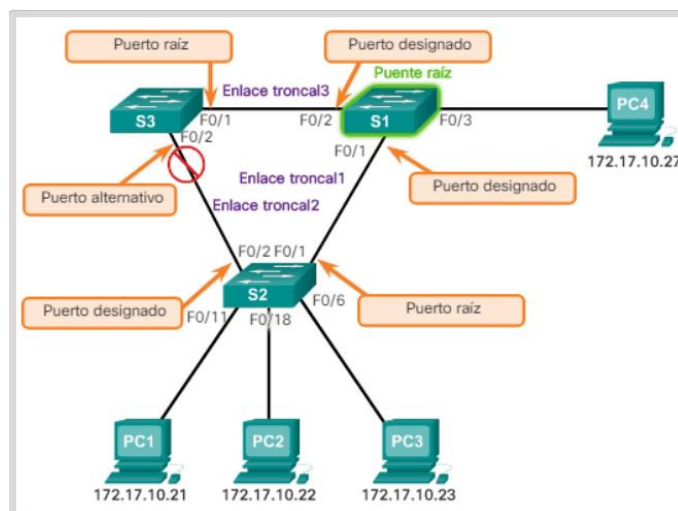 Puerto raíz
Puerto designado
Puente raíz
Enlace troncal3
S3
F0/1
F0/2
S1
F0/3
PC4
F0/2
F0/1
172.17.10.27
Puerto alternativo
Enlace troncal1
Puerto designado
Enlace troncal2
F0/2
F0/1
Puerto designado
S2
F0/6
Puerto raíz
F0/11
F0/18
PC1
PC2
PC3
172.17.10.21
172.17.10.22
172.17.10.23